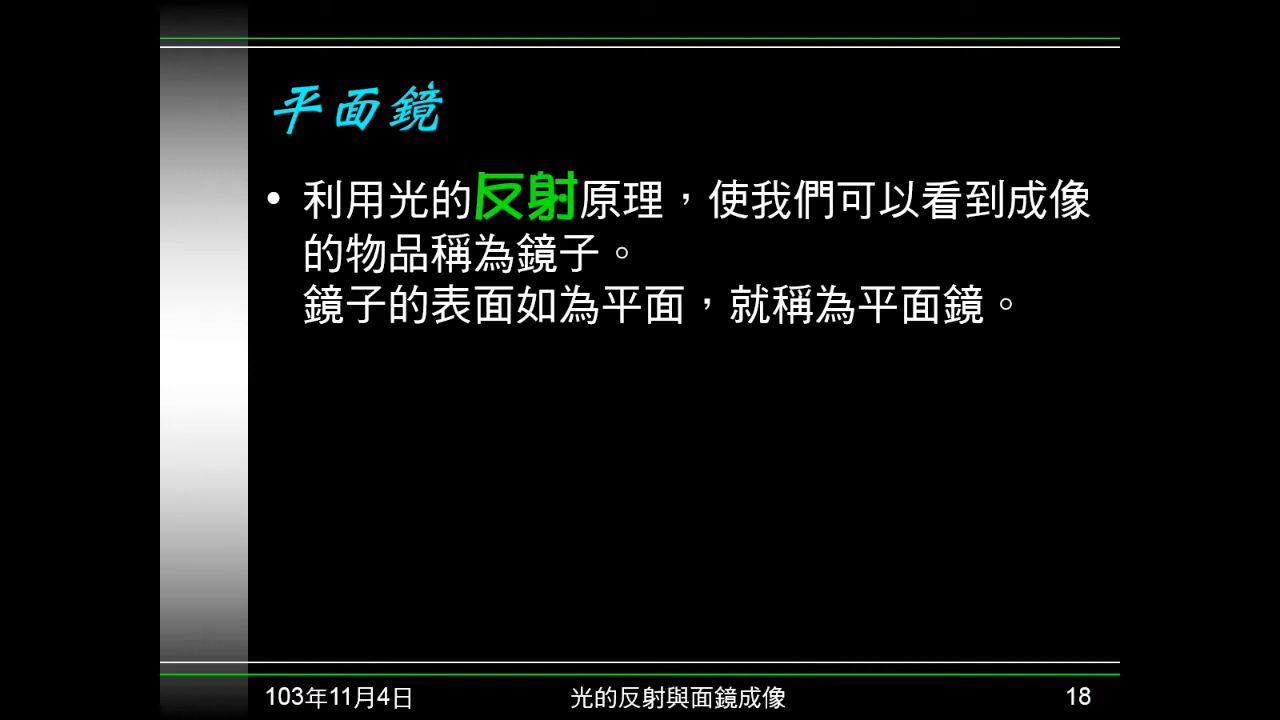 平面鏡
• 利用光的反射原理，使我們可以看到成像
的物品稱為鏡子。
鏡子的表面如為平面，就稱為平面鏡。
103年11月4日
光的反射與面鏡成像
18